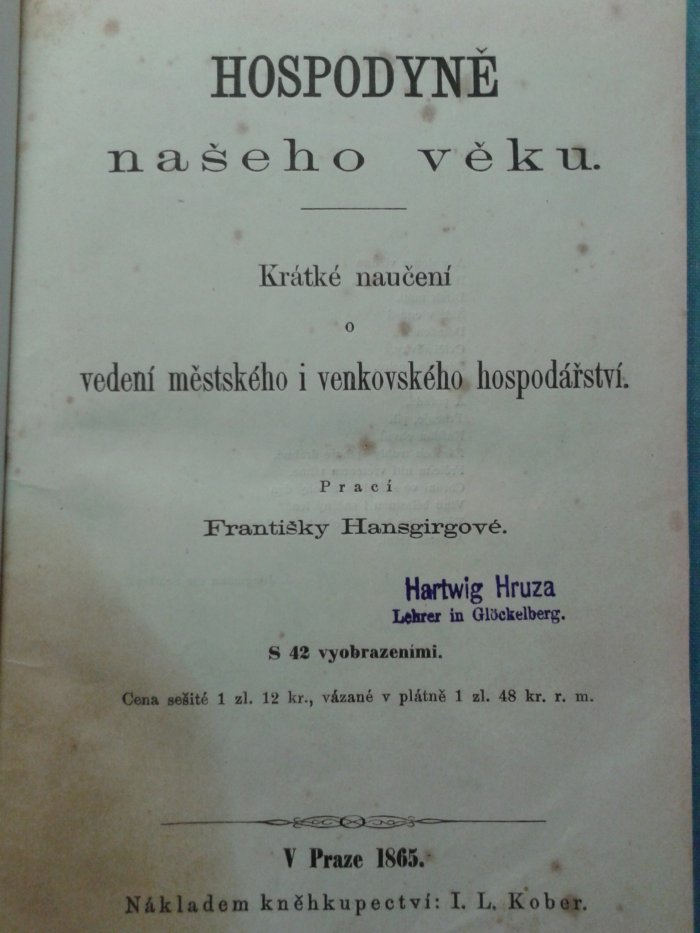 HOSPODYNĚ
našeho věku.
Krátké naučení
o
vedení městského i venkovského hospodářství.
Prací
Františky Hansgirgové.
Hartwig Hruza
Lehrer in Glöckelberg.
S 42 vyobrazeními.
Cena sešité 1 zl. 12 kr., vázané v plátně 1 zl. 48 kr. r. m.
V Praze 1865.
Nákladem kněhkupectví: I. L. Kober.